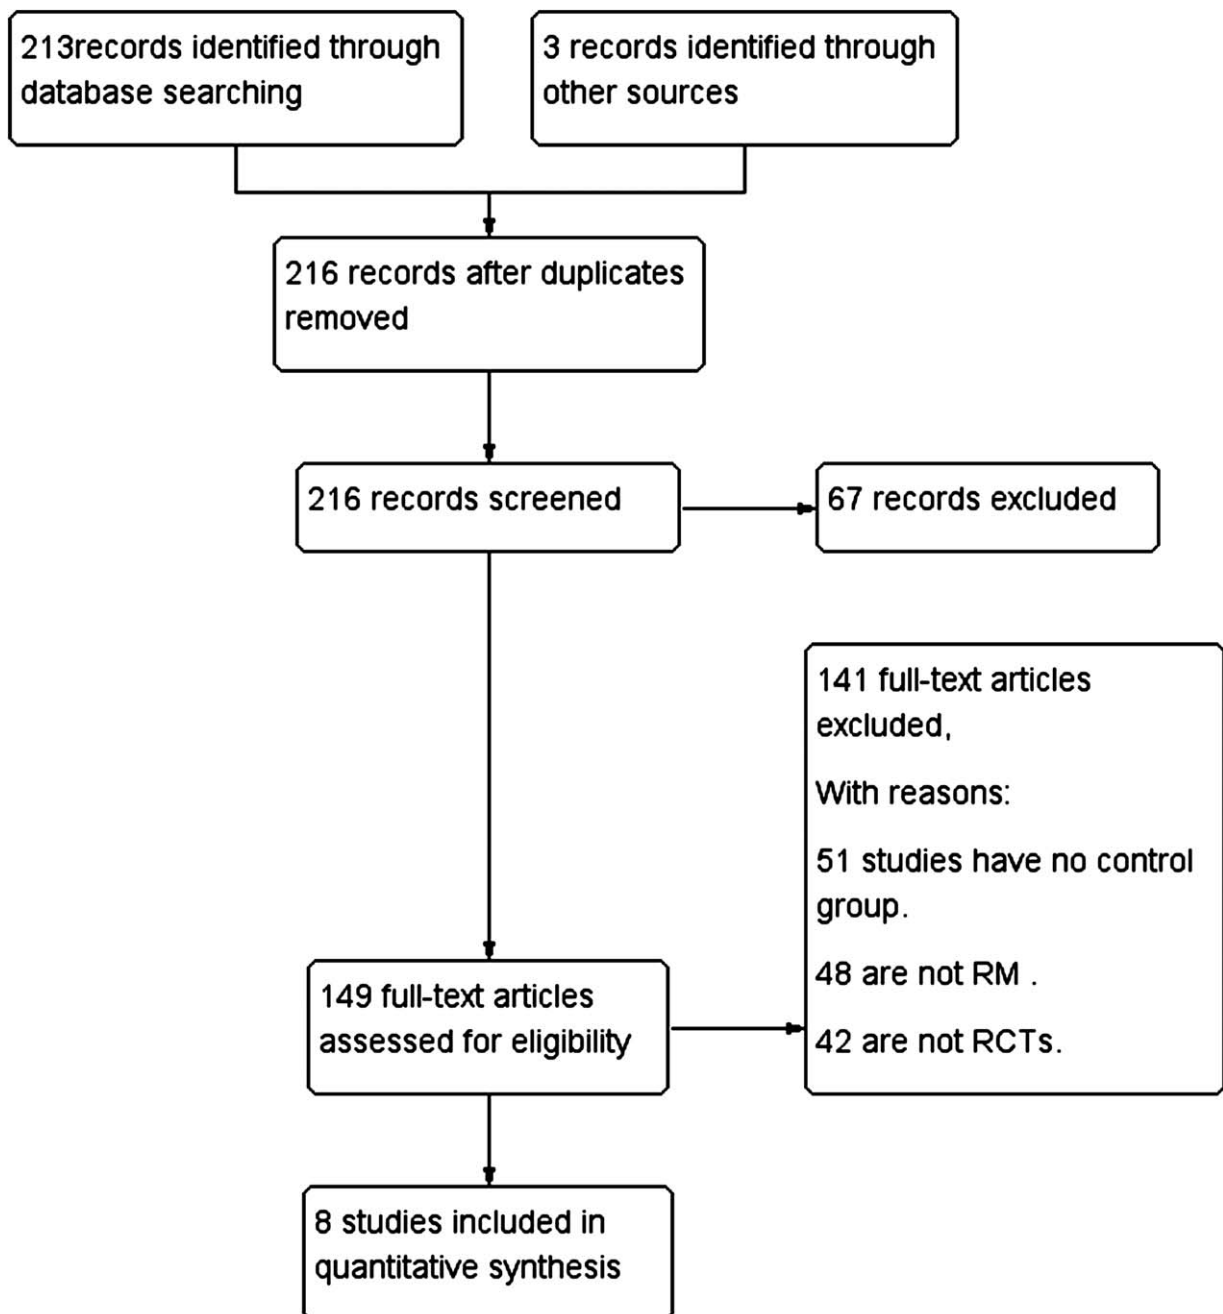 213records identified through
database searching
3 records identified through
other sources
216 records after duplicates
removed
216 records screened
67 records excluded
141 full-text articles
excluded,
With reasons:
51 studies have no control
group.
48 are not RM .
42 are not RCTs.
149 full-text articles
assessed for eligibility
8 studies included in
quantitative synthesis